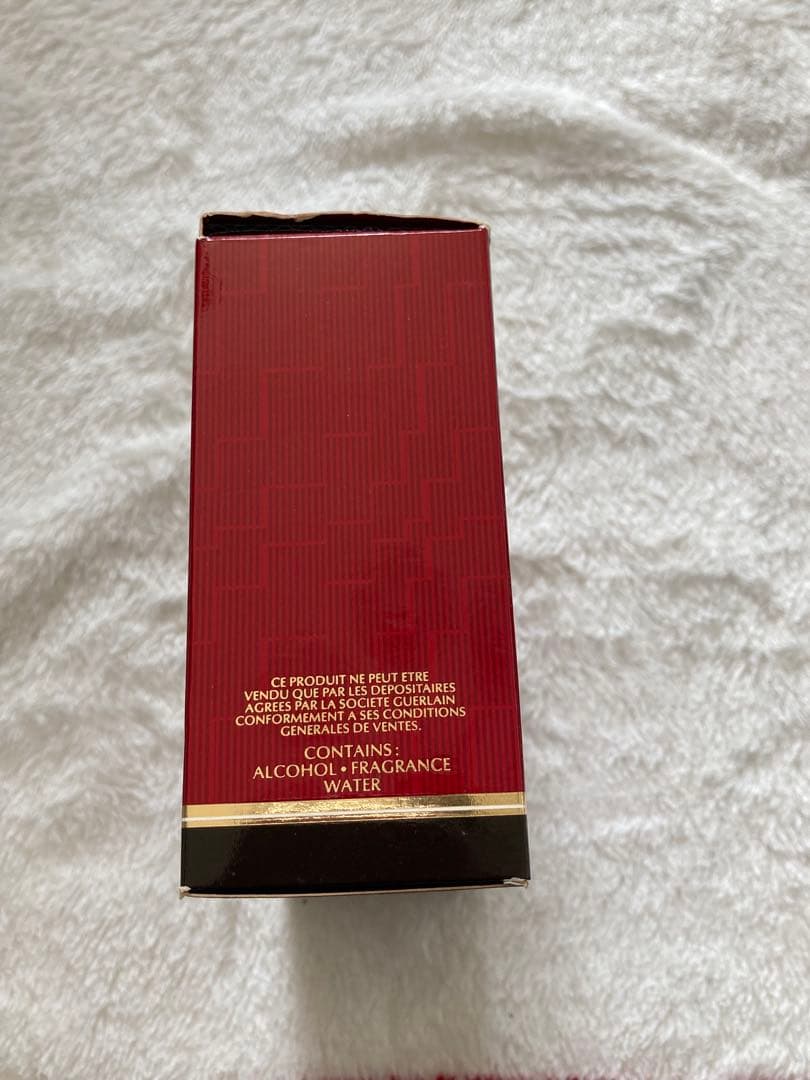 CE PRODUIT NE PEUT ETRE
VENDU QUE PAR LES DEPOSITAIRES
AGREES PAR LA SOCIETE GUERLAIN
CONFORMEMENT A SES CONDITIONS
GENERALES DE VENTES.
CONTAINS :
ALCOHOL • FRAGRANCE
WATER